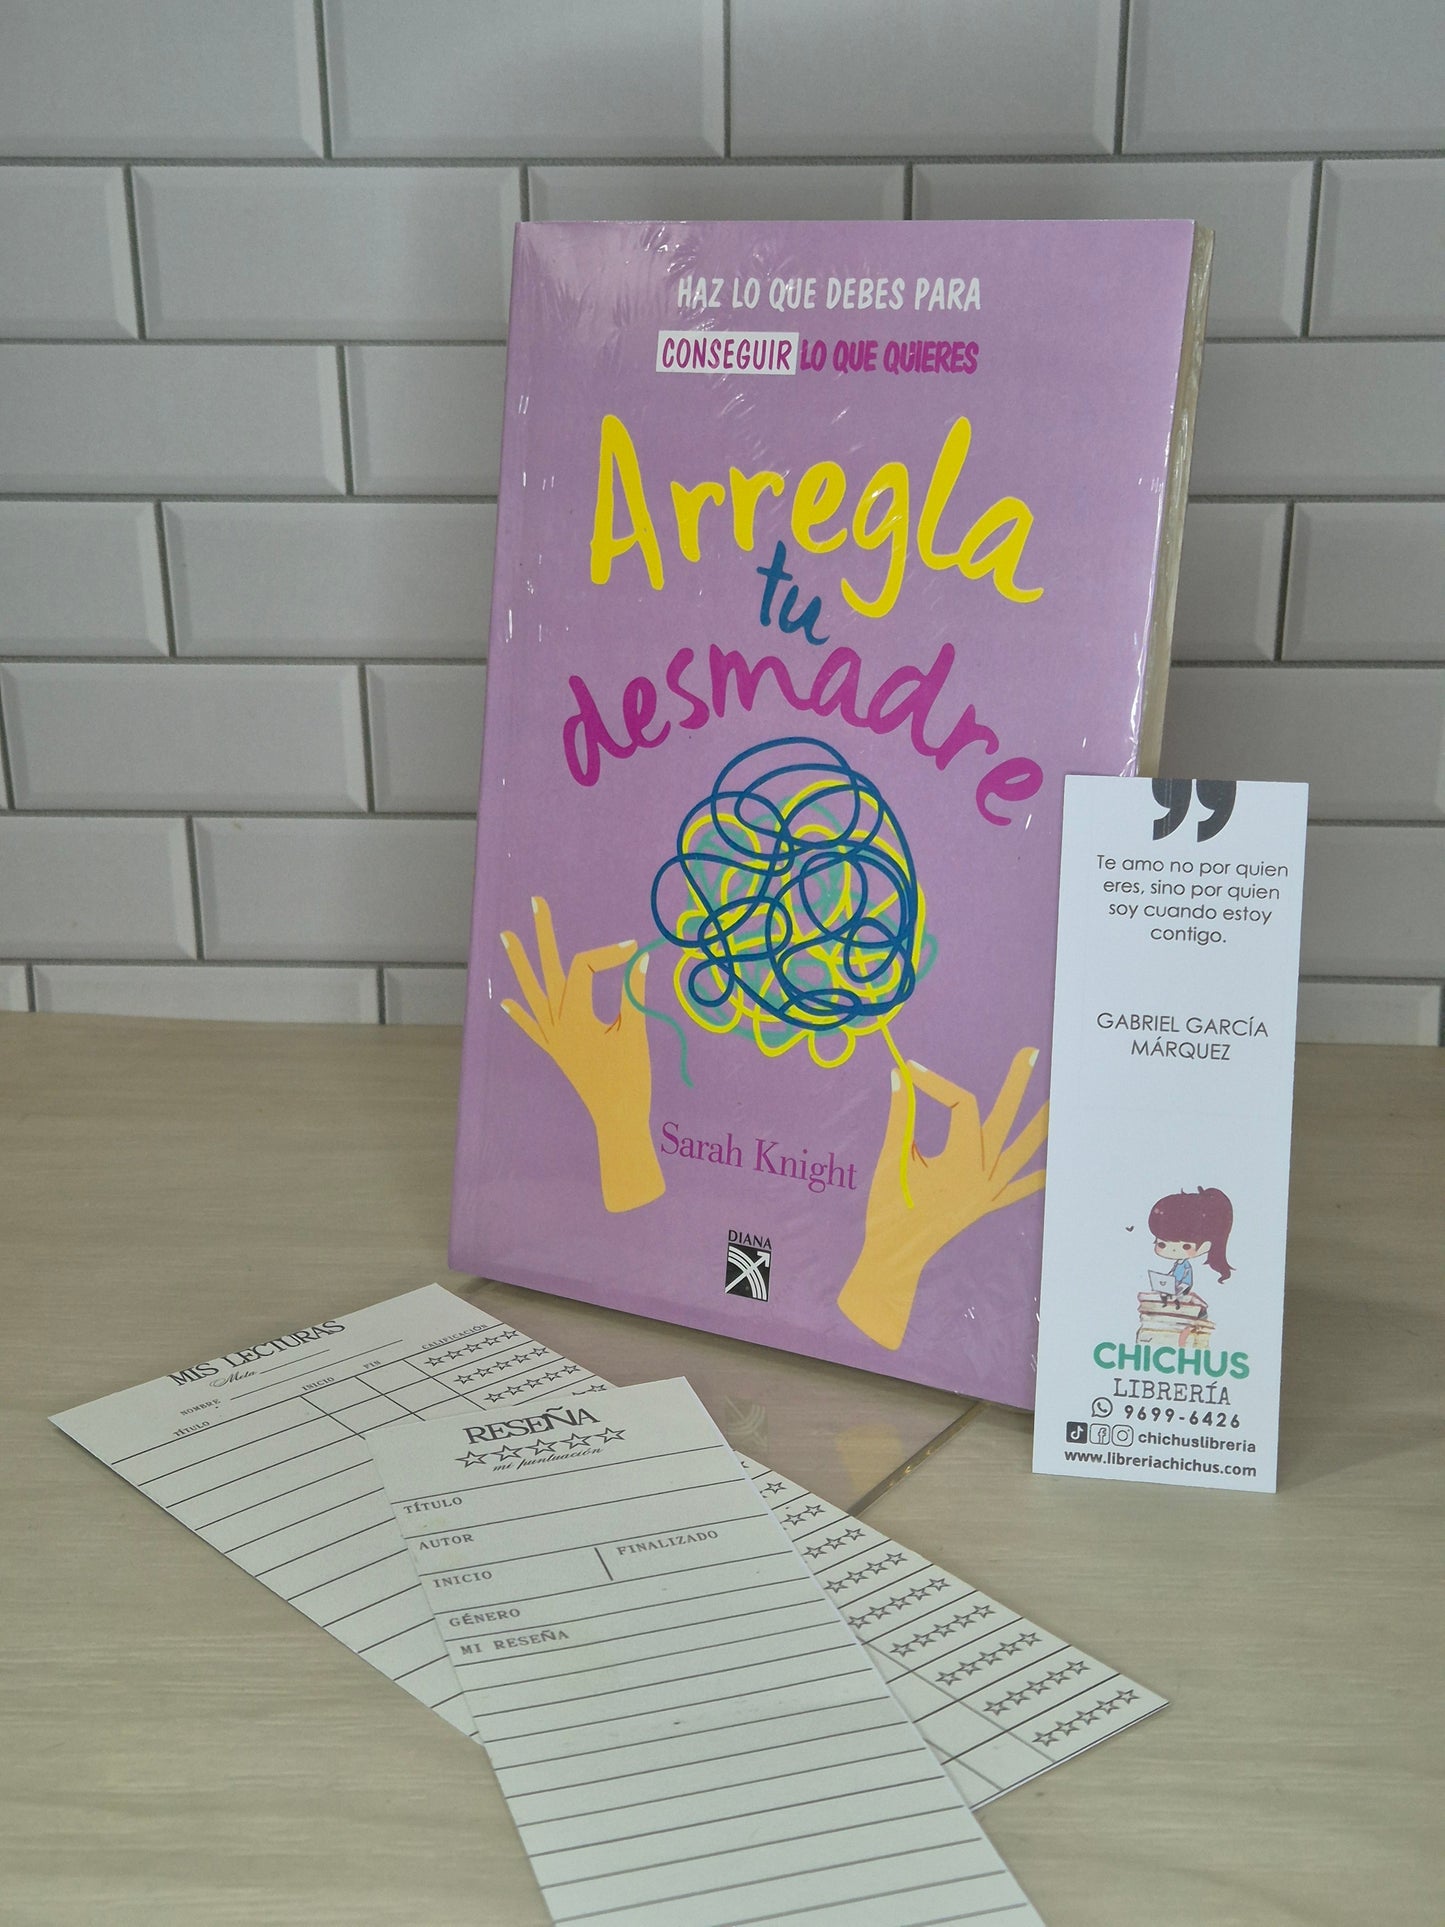 HAZ LO QUE DEBES PARA
CONSEGUIR LO QUE QUIERES
Arregla
tu
desmadre
Sarah Knight
DIANA
”
Te amo no por quien
eres, sino por quien
soy cuando estoy
contigo.
GABRIEL GARCÍA
MÁRQUEZ
CHICHUS
LIBRERÍA
9699-6426
chichuslibreria
www.libreriachichus.com
MIS LECTURAS
Meta
NOMBRE
TÍTULO
INICIO
FIN
CALIFICACIÓN
RESEÑA
mi puntuación
TÍTULO
AUTOR
INICIO
FINALIZADO
GÉNERO
MI RESEÑA